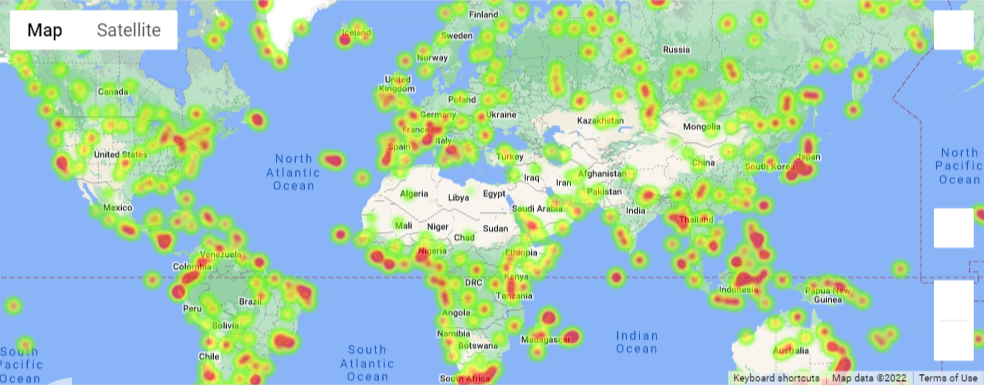 Map Satellite
Finland
Iceland
Sweden
Russia
Norway
United
Kingdom
Canada
Poland
Germany
Ukraine
Kazakhstan
France
Mongolia
Italy
Spain
United States
North
Atlantic
Ocean
Turkey
China
South Korea
Japan
North
Pacific
Ocean
Iraq
Iran
Afghanistan
Pakistan
Algeria
Libya
Egypt
Mexico
Saudi Arabia
India
Mali
Niger
Chad
Sudan
Thailand
Venezuela
Nigeria
Ethiopia
Colombia
DRC
Kenya
Tanzania
Indonesia
Papua New
Guinea
Brazil
Peru
Angola
Bolivia
Namibia
Botswana
Madagascar
Indian
Ocean
South
Pacific
Ocean
Chile
South
Atlantic
Ocean
Australia
South Africa
Keyboard shortcuts Map data ©2022 Terms of Use